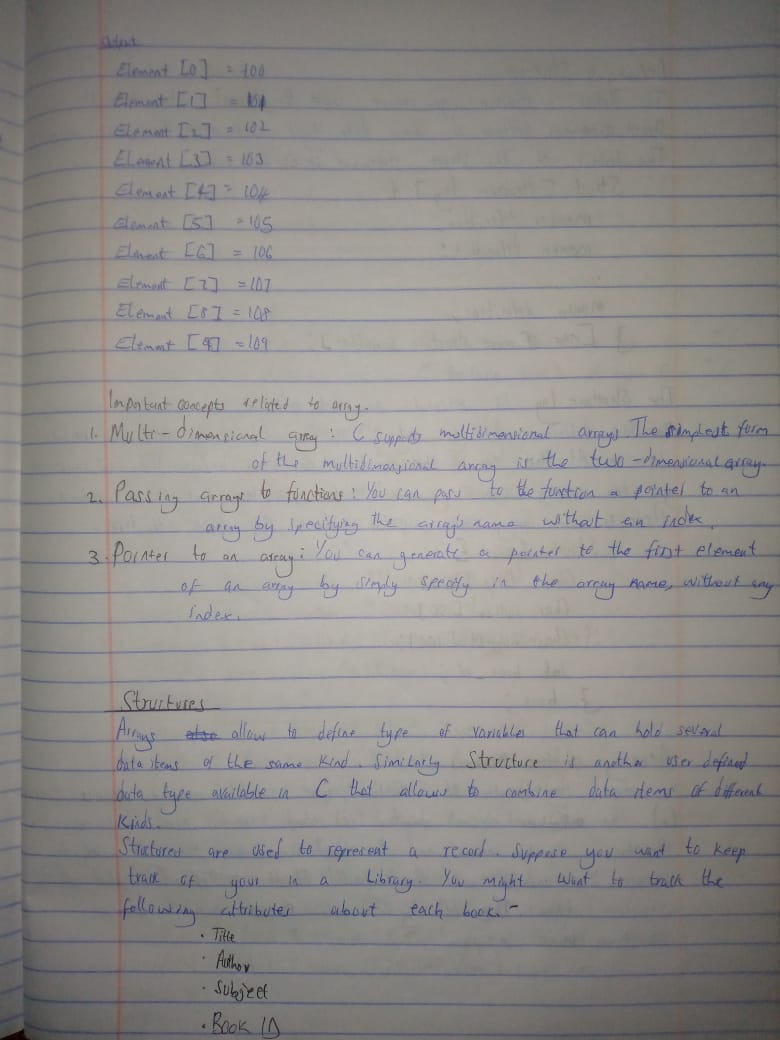 Output
Element [0] = 100
Element [1] = 101
Element [2] = 102
Element [3] = 103
Element [4] = 104
Element [5] = 105
Element [6] = 106
Element [7] = 107
Element [8] = 108
Element [9] = 109
Important concepts related to array.
1. Multi-dimensional array : C supports multidimensional arrays. The simplest form
of the multidimensional array is the two-dimensional array.
2. Passing arrays to functions : You can pass to the function a pointer to an
array by specifying the array's name without an index.
3. Pointer to an array : You can generate a pointer to the first element
of an array by simply specify in the array name, without any
index.
Structures
Arrays also allow to define type of variables that can hold several
data items of the same kind. Similarly Structure is another user defined
data type available in C that allows to combine data items of different
Kinds.
Structures are used to represent a record. Suppose you want to keep
track of your in a Library. You might want to track the
following attributes about each book. -
· Title
· Author
· Subject
· Book ID